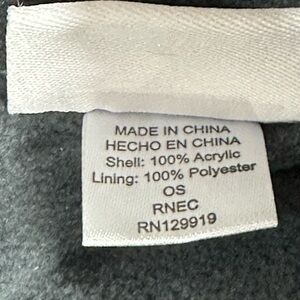 MADE IN CHINA
HECHO EN CHINA
Shell: 100% Acrylic
Lining: 100% Polyester
OS
RNEC
RN129919